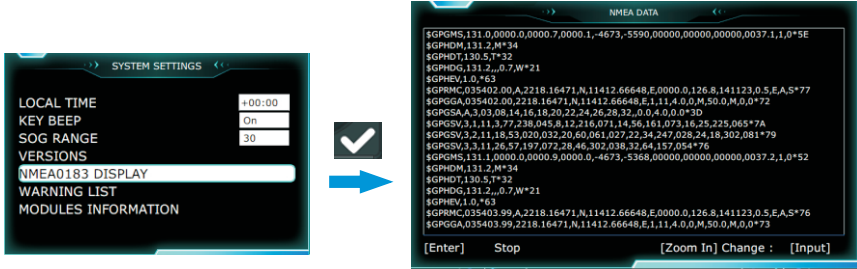 SYSTEM SETTINGS
LOCAL TIME +00:00
KEY BEEP On
SOG RANGE 30
VERSIONS
NMEA0183 DISPLAY
WARNING LIST
MODULES INFORMATION
NMEA DATA
$GPGMS,131.0,0000.0,0000.7,0000.1,-4673,-5590,00000,00000,00000,0037.1,1,0*5E
$GPHDM,131.2,M*34
$GPHDT,130.5,T*32
$GPHDG,131.2,,,0.7,W*21
$GPHEV,1.0,*63
$GPRMC,035402.00,A,2218.16471,N,11412.66648,E,0000.0,126.8,141123,0.5,E,A,S*77
$GPGGA,035402.00,2218.16471,N,11412.66648,E,1,11,4.0,0,M,50.0,M,0,0*72
$GPGSA,A,3,03,08,14,16,18,20,22,24,26,28,32,,0.0,4.0,0.0*3D
$GPGSV,3,1,11,3,77,238,045,8,12,216,071,14,56,161,073,16,25,225,065*7A
$GPGSV,3,2,11,18,53,020,032,20,60,061,027,22,34,247,028,24,18,302,081*79
$GPGSV,3,3,11,26,57,197,072,28,46,302,038,32,64,157,054*76
$GPGMS,131.1,0000.0,0000.9,0000.0,-4673,-5368,00000,00000,00000,0037.2,1,0*52
$GPHDM,131.2,M*34
$GPHDT,130.5,T*32
$GPHDG,131.2,,,0.7,W*21
$GPHEV,1.0,*63
$GPRMC,035403.99,A,2218.16471,N,11412.66648,E,0000.0,126.8,141123,0.5,E,A,S*76
$GPGGA,035403.99,2218.16471,N,11412.66648,E,1,11,4.0,0,M,50.0,M,0,0*73
[Enter] Stop [Zoom In] Change : [Input]